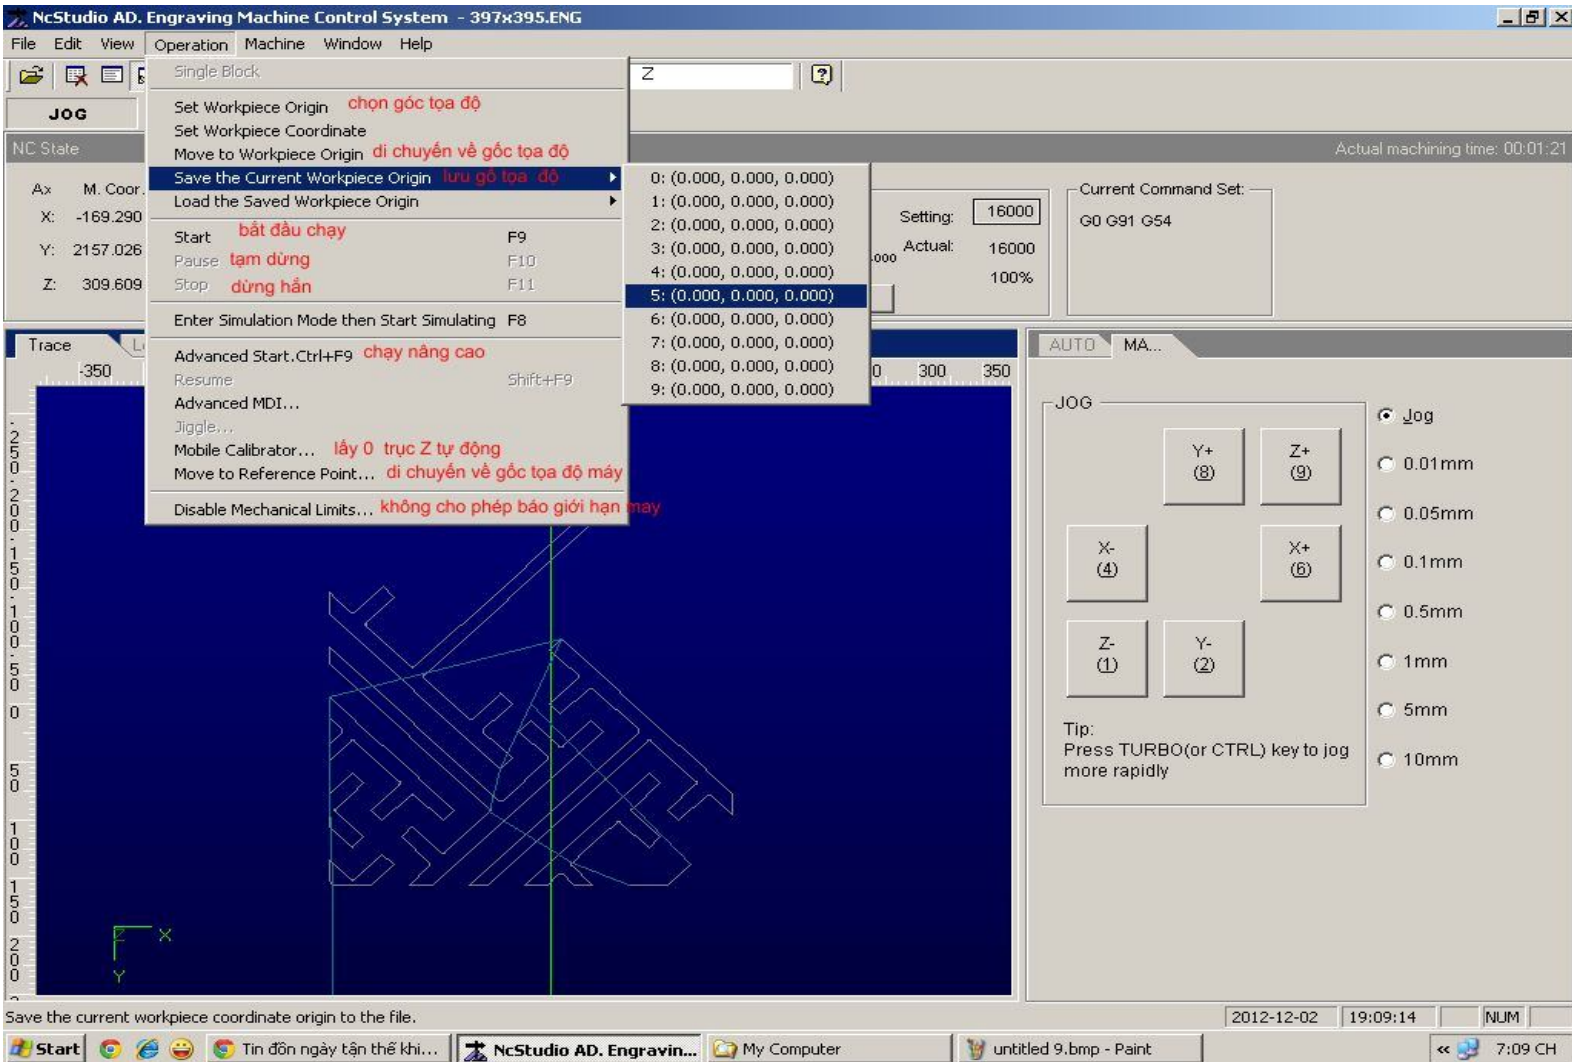 NcStudio AD. Engraving Machine Control System - 397x395.ENG
File Edit View Operation Machine Window Help
Single Block
Z
JOG
Set Workpiece Origin chọn góc tọa độ
Set Workpiece Coordinate
NC State
Actual machining time: 00:01:21
Move to Workpiece Origin di chuyển về gốc tọa độ
Save the Current Workpiece Origin lưu gố tọa độ
Load the Saved Workpiece Origin
Start bắt đầu chạy F9
Pause tạm dừng F10
Stop dừng hẳn F11
Enter Simulation Mode then Start Simulating F8
Advanced Start.Ctrl+F9 chạy nâng cao
Resume Shift+F9
Advanced MDI...
Jiggle...
Mobile Calibrator... lấy 0 trục Z tự động
Move to Reference Point... di chuyển về gốc tọa độ máy
Disable Mechanical Limits... không cho phép báo giới hạn may
0: (0.000, 0.000, 0.000)
1: (0.000, 0.000, 0.000)
2: (0.000, 0.000, 0.000)
3: (0.000, 0.000, 0.000)
4: (0.000, 0.000, 0.000)
5: (0.000, 0.000, 0.000)
6: (0.000, 0.000, 0.000)
7: (0.000, 0.000, 0.000)
8: (0.000, 0.000, 0.000)
9: (0.000, 0.000, 0.000)
Ax M. Coor.
X: -169.290
Y: 2157.026
Z: 309.609
Setting: 16000
Actual: 16000
100%
Current Command Set:
G0 G91 G54
Trace
-350
300 350
-250
-200
-150
-100
-50
0
50
100
150
200
Z X
Y
AUTO MA...
JOG
Y+
(8)
Z+
(9)
X-
(4)
X+
(6)
Z-
(1)
Y-
(2)
Tip:
Press TURBO(or CTRL) key to jog
more rapidly
Jog
0.01mm
0.05mm
0.1mm
0.5mm
1mm
5mm
10mm
Save the current workpiece coordinate origin to the file.
2012-12-02 19:09:14 NUM
Start Tin đồn ngày tận thế khi... NcStudio AD. Engravin... My Computer untitled 9.bmp - Paint « 7:09 CH